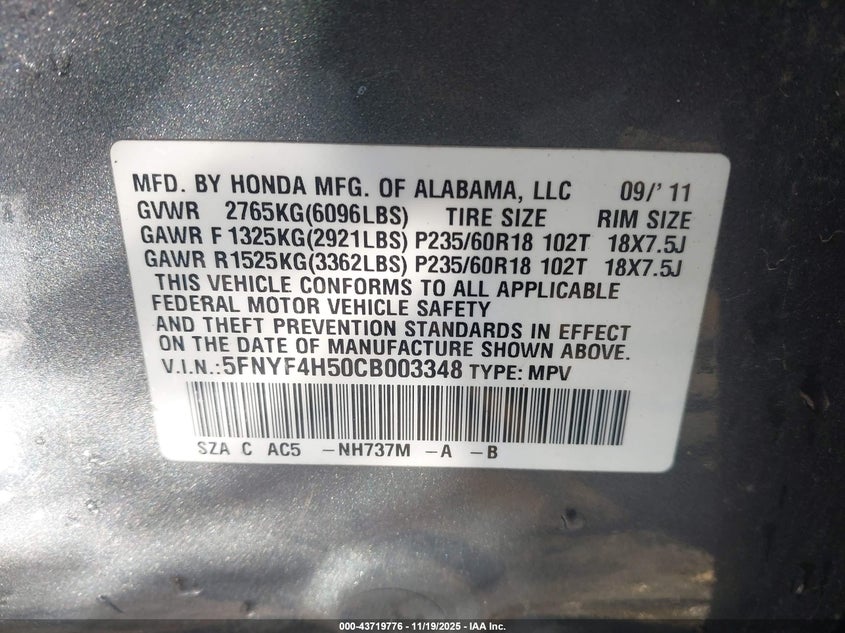 MFD. BY HONDA MFG. OF ALABAMA, LLC 09/' 11
GVWR 2765KG(6096LBS) TIRE SIZE RIM SIZE
GAWR F 1325KG(2921LBS) P235/60R18 102T 18X7.5J
GAWR R1525KG(3362LBS) P235/60R18 102T 18X7.5J
THIS VEHICLE CONFORMS TO ALL APPLICABLE
FEDERAL MOTOR VEHICLE SAFETY
AND THEFT PREVENTION STANDARDS IN EFFECT
ON THE DATE OF MANUFACTURE SHOWN ABOVE.
V.I.N.:5FNYF4H50CB003348 TYPE: MPV
SZA C AC5 -NH737M -A -B
000-43719776 - 11/19/2025 - IAA Inc.